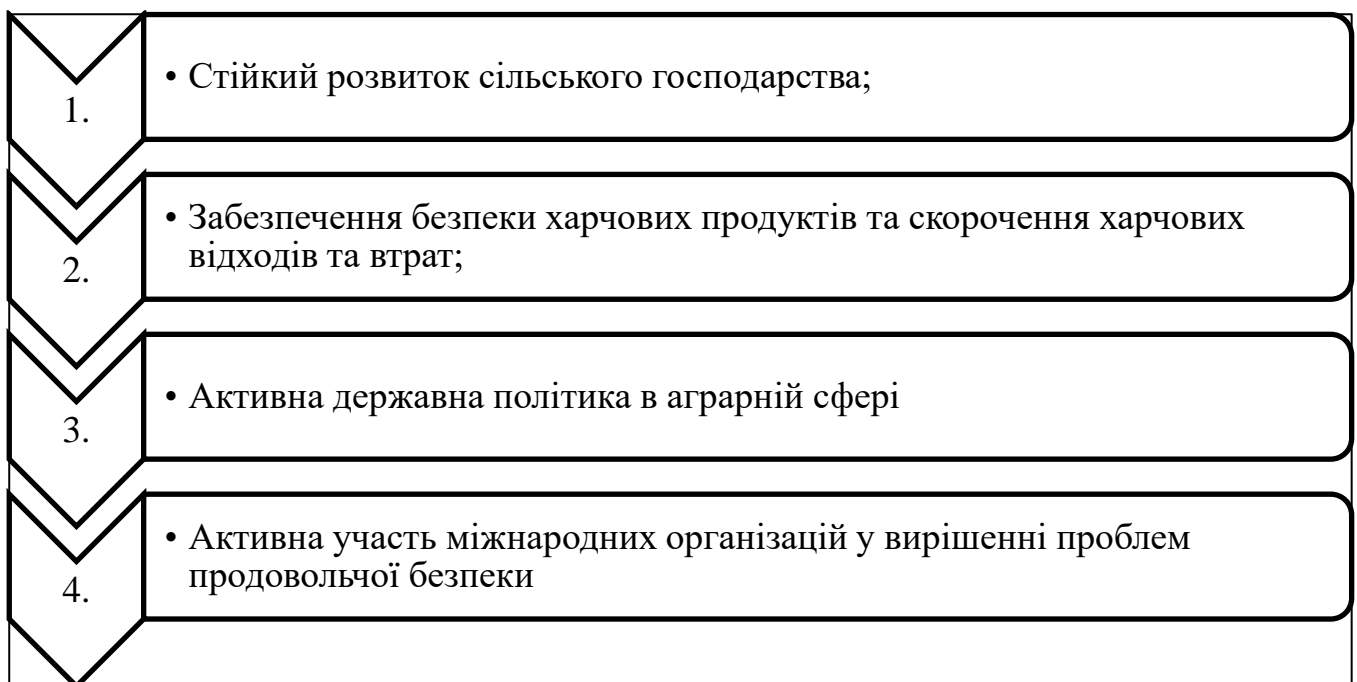 1.
• Стійкий розвиток сільського господарства;
2.
• Забезпечення безпеки харчових продуктів та скорочення харчових
відходів та втрат;
3.
• Активна державна політика в аграрній сфері
4.
• Активна участь міжнародних організацій у вирішенні проблем
продовольчої безпеки